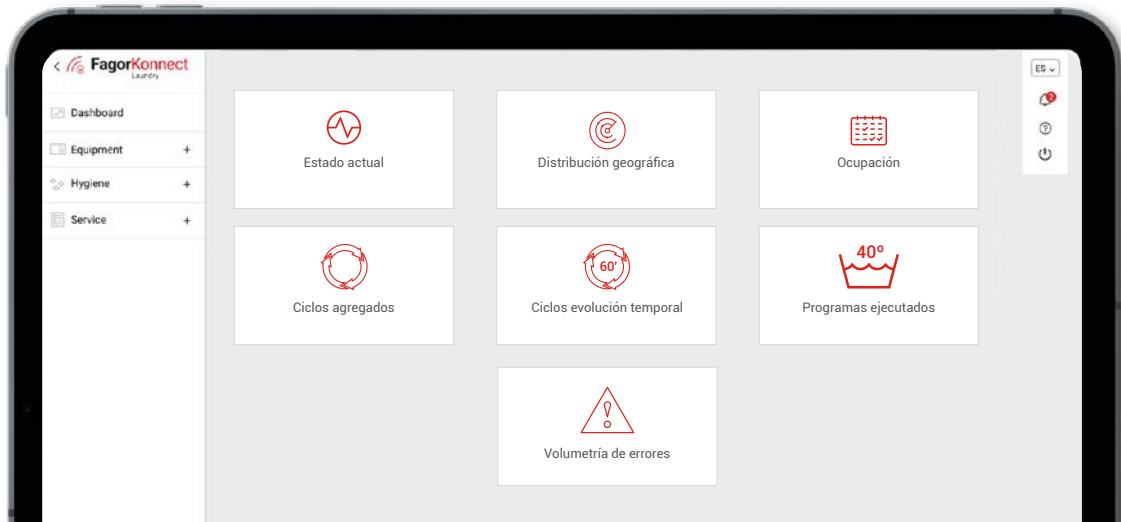 FagorKonnect
Laundry
Dashboard
Equipment +
Hygiene +
Service +
ES
2
Estado actual
Distribución geográfica
Ocupación
Ciclos agregados
60'
Ciclos evolución temporal
40º
Programas ejecutados
Volumetría de errores